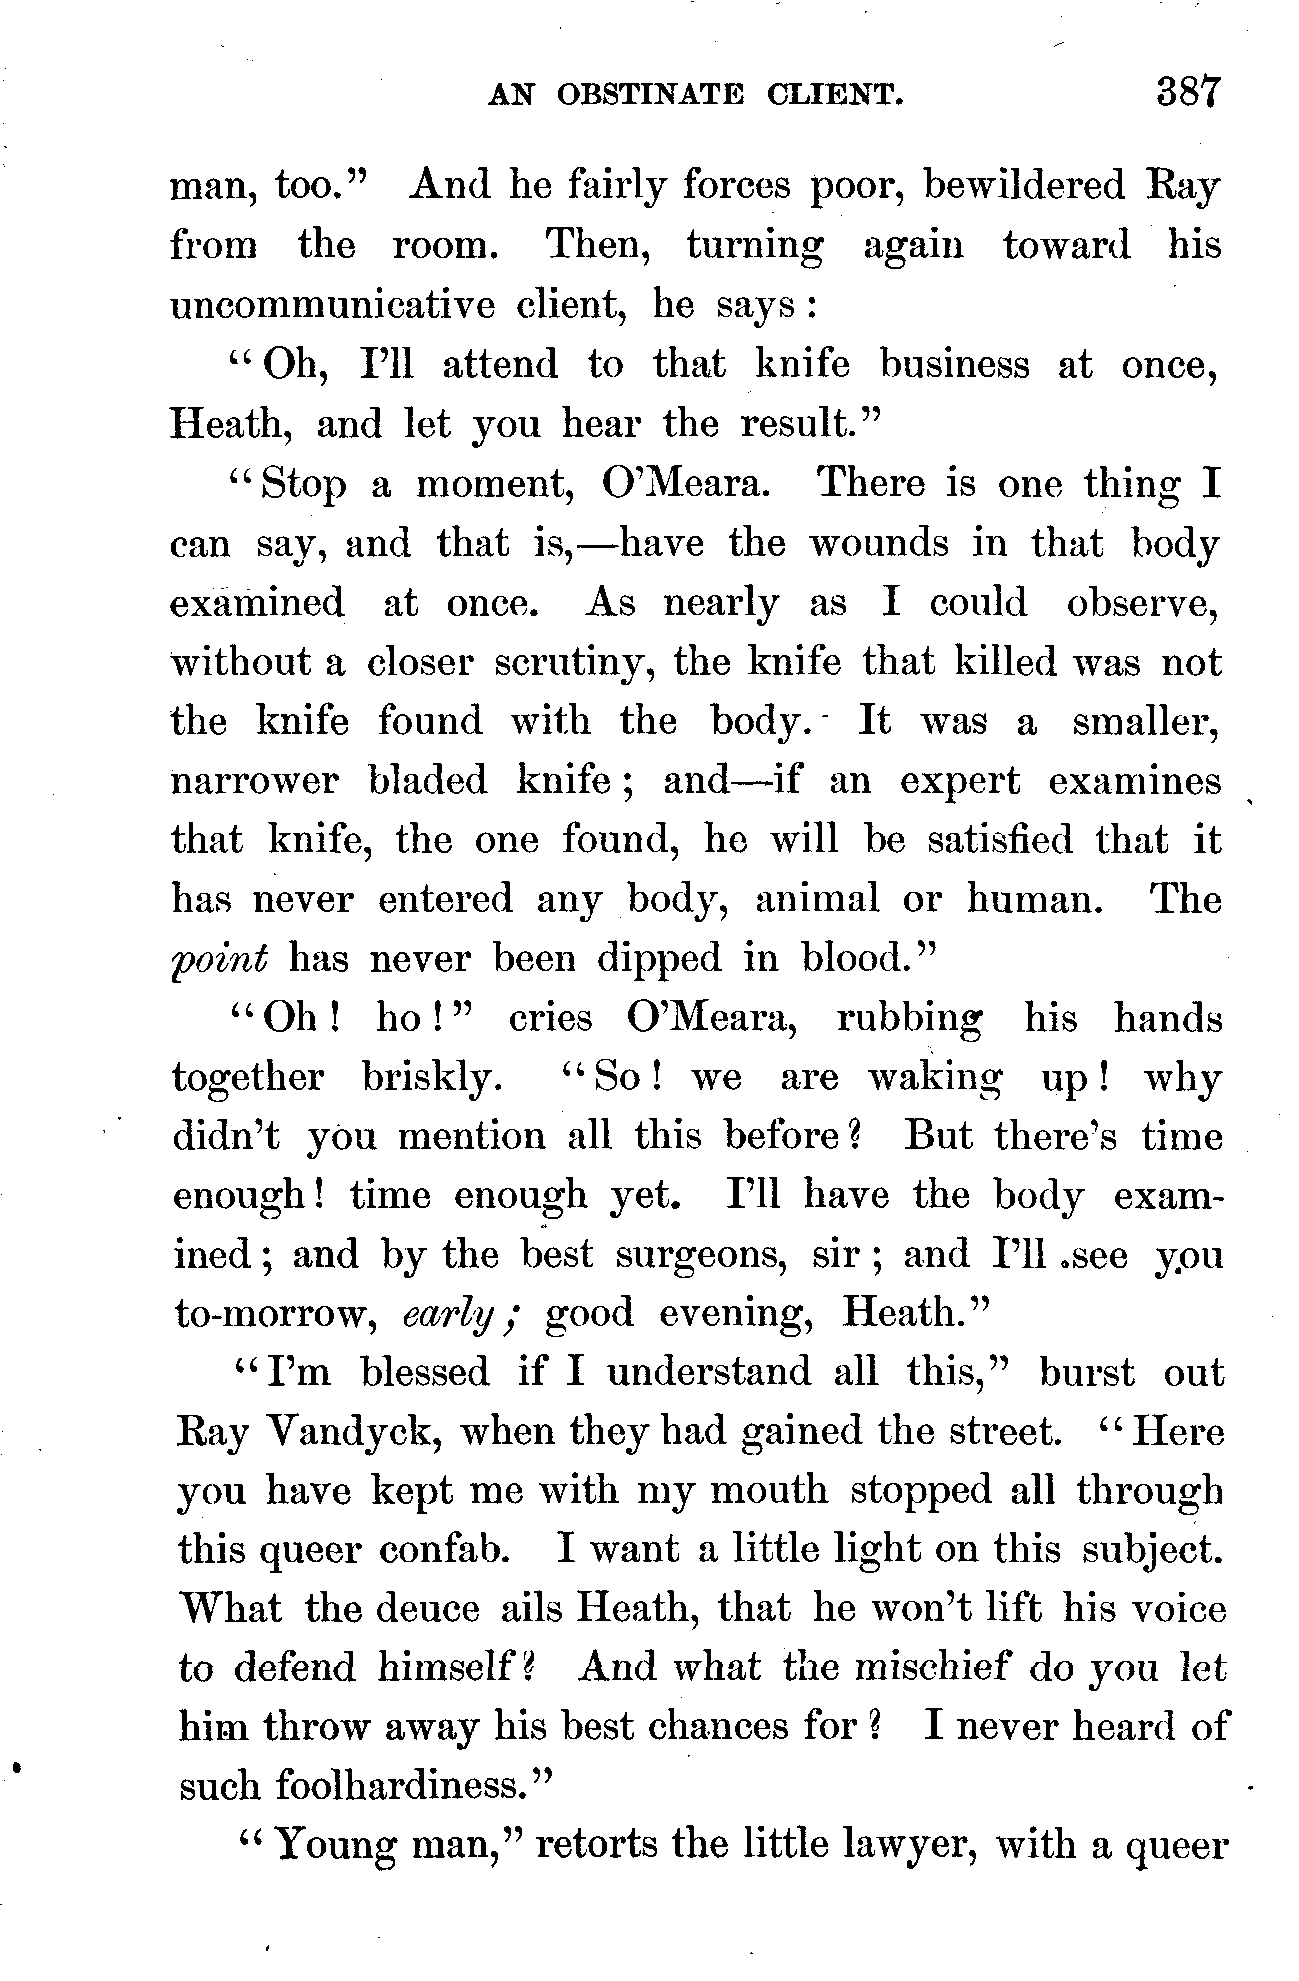 AN OBSTINATE CLIENT. 387
man, too." And he fairly forces poor, bewildered Ray
from the room. Then, turning again toward his
uncommunicative client, he says :
"Oh, I'll attend to that knife business at once,
Heath, and let you hear the result."
"Stop a moment, O'Meara. There is one thing I
can say, and that is,—have the wounds in that body
examined at once. As nearly as I could observe,
without a closer scrutiny, the knife that killed was not
the knife found with the body. It was a smaller,
narrower bladed knife ; and—if an expert examines
that knife, the one found, he will be satisfied that it
has never entered any body, animal or human. The
point has never been dipped in blood."
"Oh ! ho !" cries O'Meara, rubbing his hands
together briskly. "So ! we are waking up ! why
didn't you mention all this before ? But there's time
enough ! time enough yet. I'll have the body exam-
ined ; and by the best surgeons, sir ; and I'll see you
to-morrow, early ; good evening, Heath."
"I'm blessed if I understand all this," burst out
Ray Vandyck, when they had gained the street. "Here
you have kept me with my mouth stopped all through
this queer confab. I want a little light on this subject.
What the deuce ails Heath, that he won't lift his voice
to defend himself ? And what the mischief do you let
him throw away his best chances for ? I never heard of
such foolhardiness."
"Young man," retorts the little lawyer, with a queer